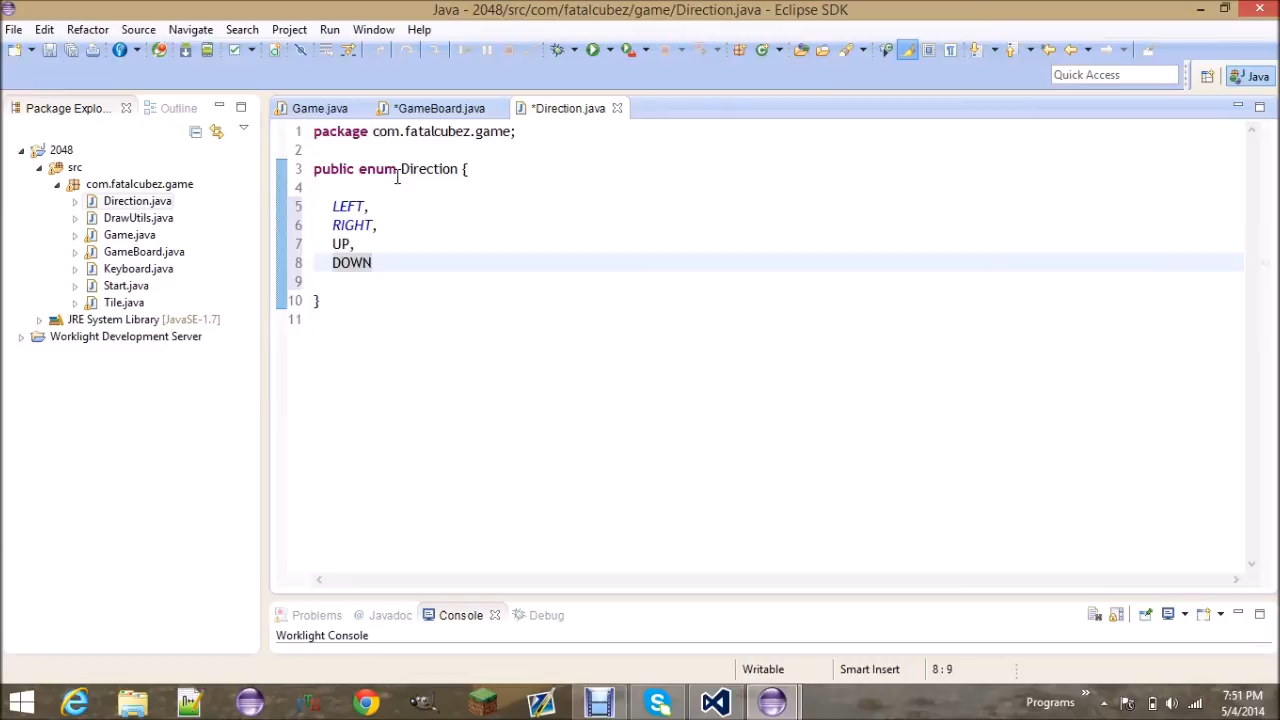 Java - 2048/src/com/fatalcubez/game/Direction.java - Eclipse SDK
File Edit Refactor Source Navigate Search Project Run Window Help
Quick Access
Java
Package Explo...
Outline
Game.java
*GameBoard.java
*Direction.java
2048
src
com.fatalcubez.game
Direction.java
DrawUtils.java
Game.java
GameBoard.java
Keyboard.java
Start.java
Tile.java
JRE System Library [JavaSE-1.7]
Worklight Development Server
1 package com.fatalcubez.game;
2
3 public enum Direction {
4
5 LEFT,
6 RIGHT,
7 UP,
8 DOWN
9
10 }
11
Problems @ Javadoc Console Debug
Worklight Console
Writable Smart Insert 8 : 9
Programs »
7:51 PM
5/4/2014